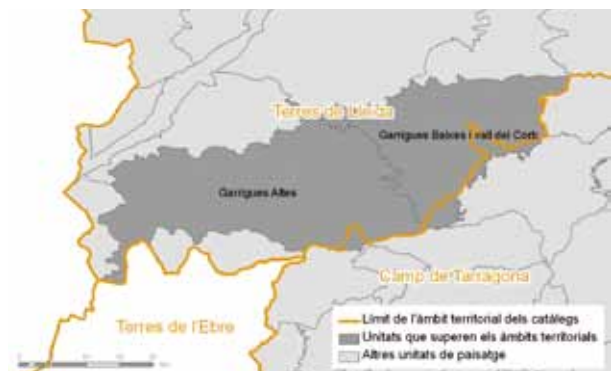 Terres de Lleida
Garrigues Baixes i vall del Corb
Garrigues Altes
Camp de Tarragona
Terres de l'Ebre
Límit de l'àmbit territorial dels catàlegs
Unitats que superen els àmbits territorials
Altres unitats de paisatge